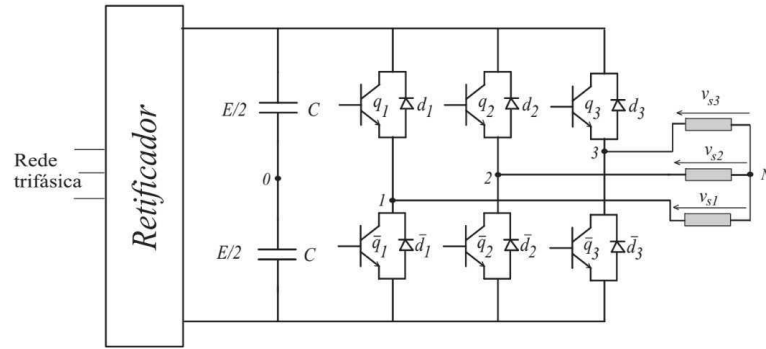 Rede
trifásica
Retificador
E/2 C
0
E/2 C
q1 d1
q2 d2
q3 d3
1
2
3
q̄1 d̄1
q̄2 d̄2
q̄3 d̄3
vs3
vs2
vs1